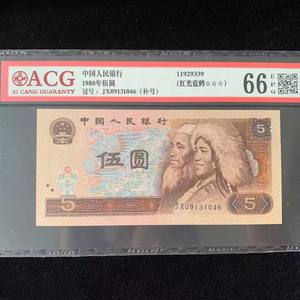 ACG
AI CANG GUARANTY
中国人民银行
1980年伍圆
冠号：JX09131046（补号）
11929339
（红光壹鸦☆☆☆）
66 EPQ
中国人民银行
5
伍圆
JX09131046
5
5